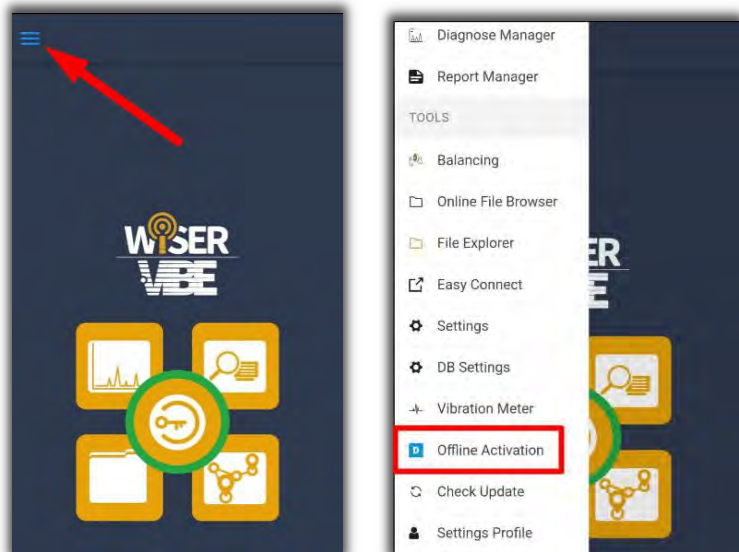 WiSER
VIBE
Diagnose Manager
Report Manager
TOOLS
Balancing
Online File Browser
File Explorer
Easy Connect
Settings
DB Settings
Vibration Meter
D Offline Activation
Check Update
Settings Profile
ER
E